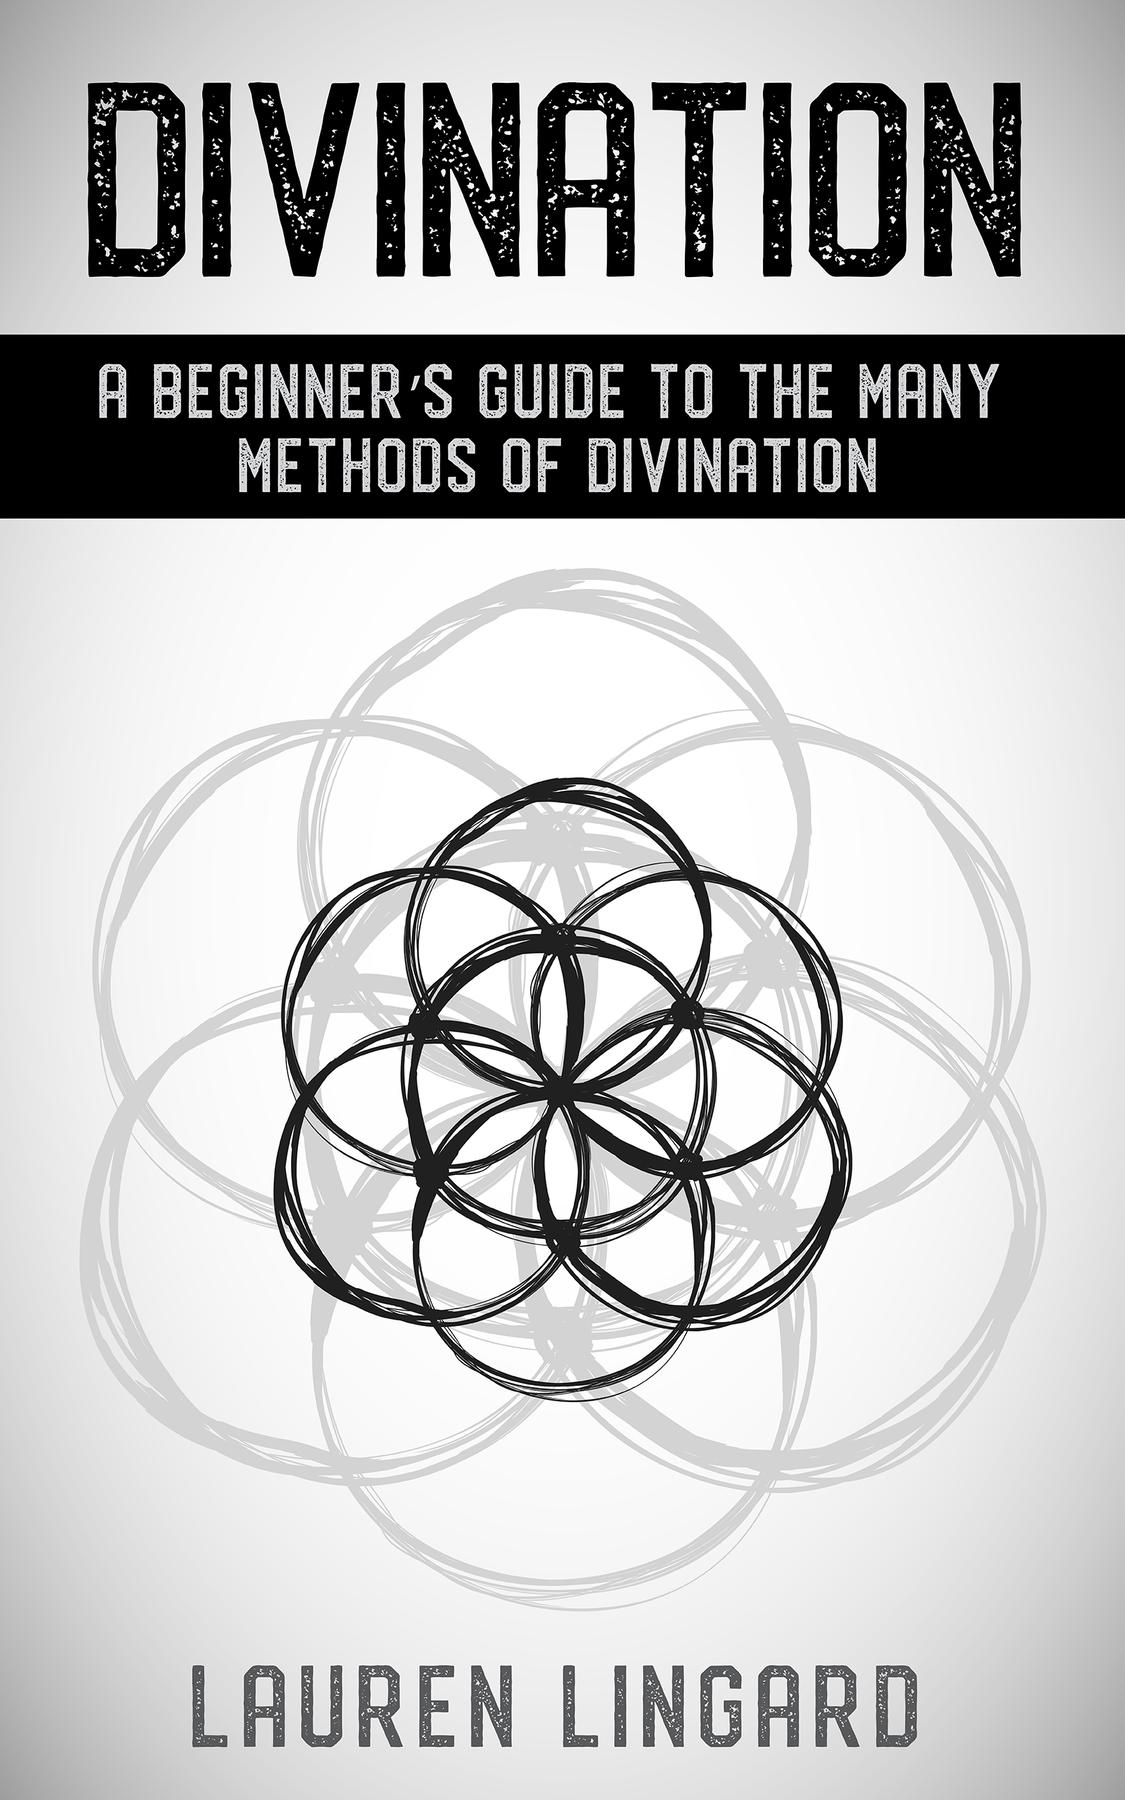 DIVINATION
A BEGINNER'S GUIDE TO THE MANY
METHODS OF DIVINATION
LAUREN LINGARD